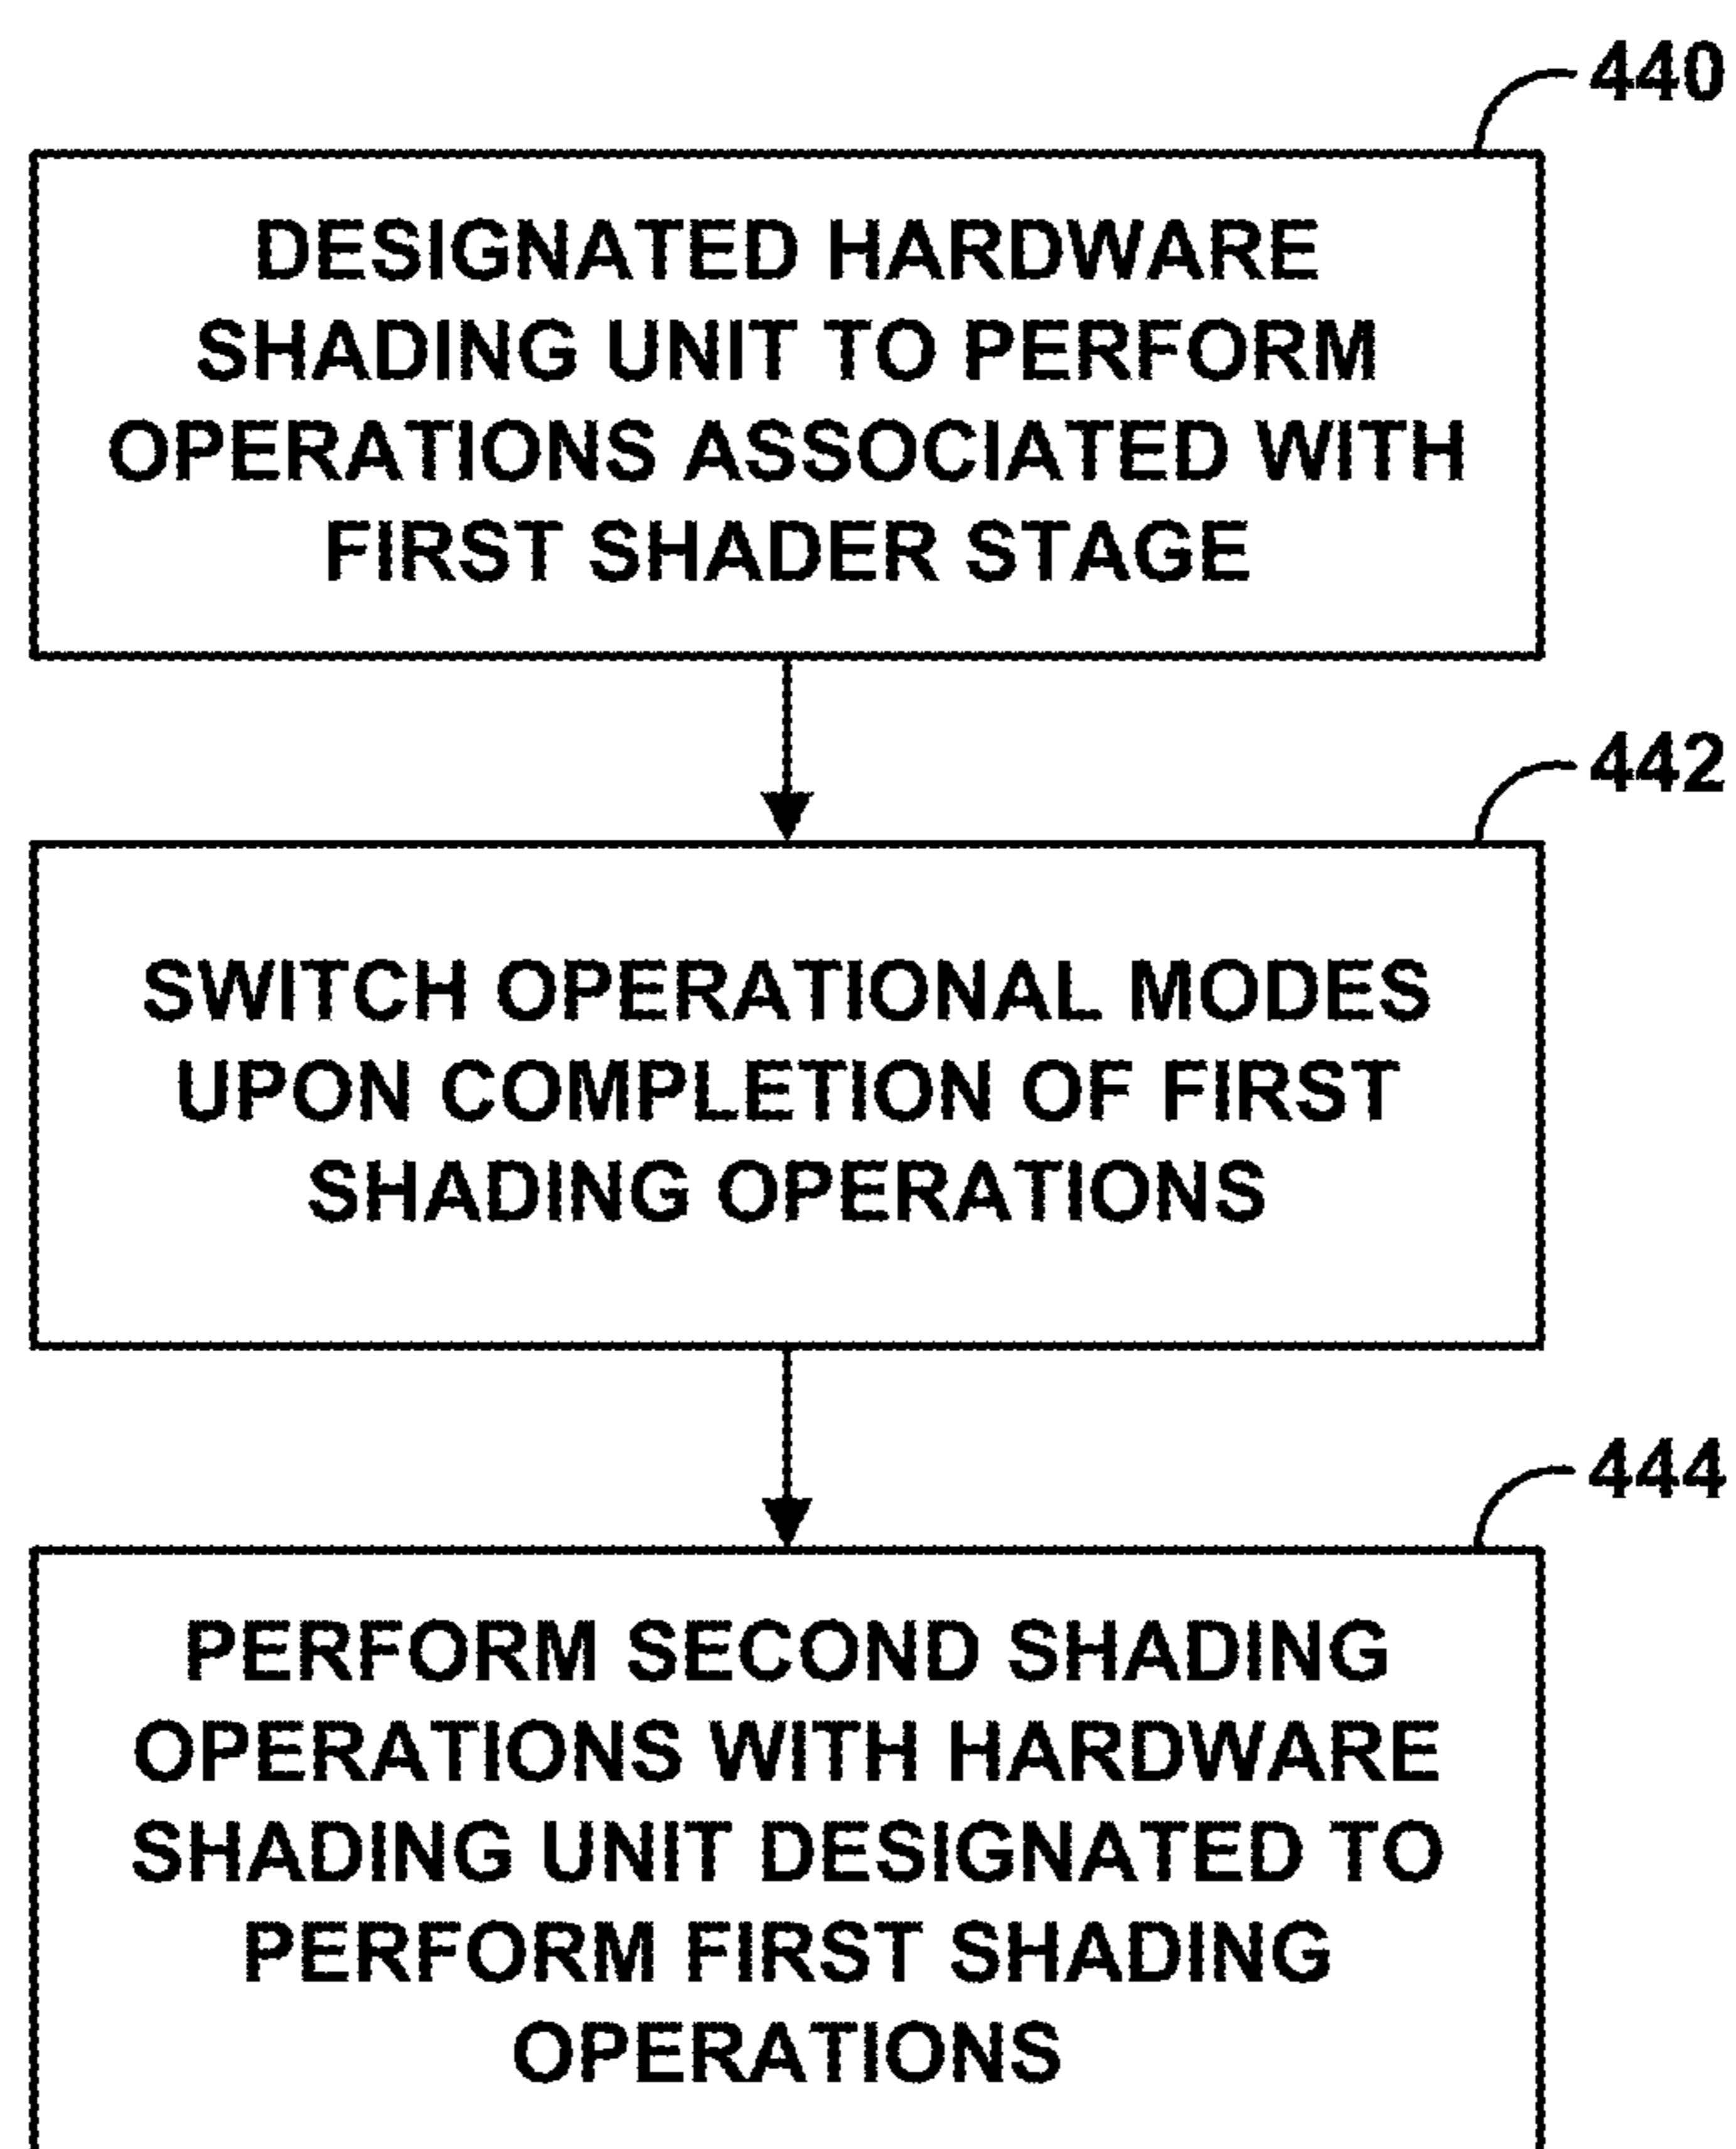 440
DESIGNATED HARDWARE
SHADING UNIT TO PERFORM
OPERATIONS ASSOCIATED WITH
FIRST SHADER STAGE
442
SWITCH OPERATIONAL MODES
UPON COMPLETION OF FIRST
SHADING OPERATIONS
444
PERFORM SECOND SHADING
OPERATIONS WITH HARDWARE
SHADING UNIT DESIGNATED TO
PERFORM FIRST SHADING
OPERATIONS